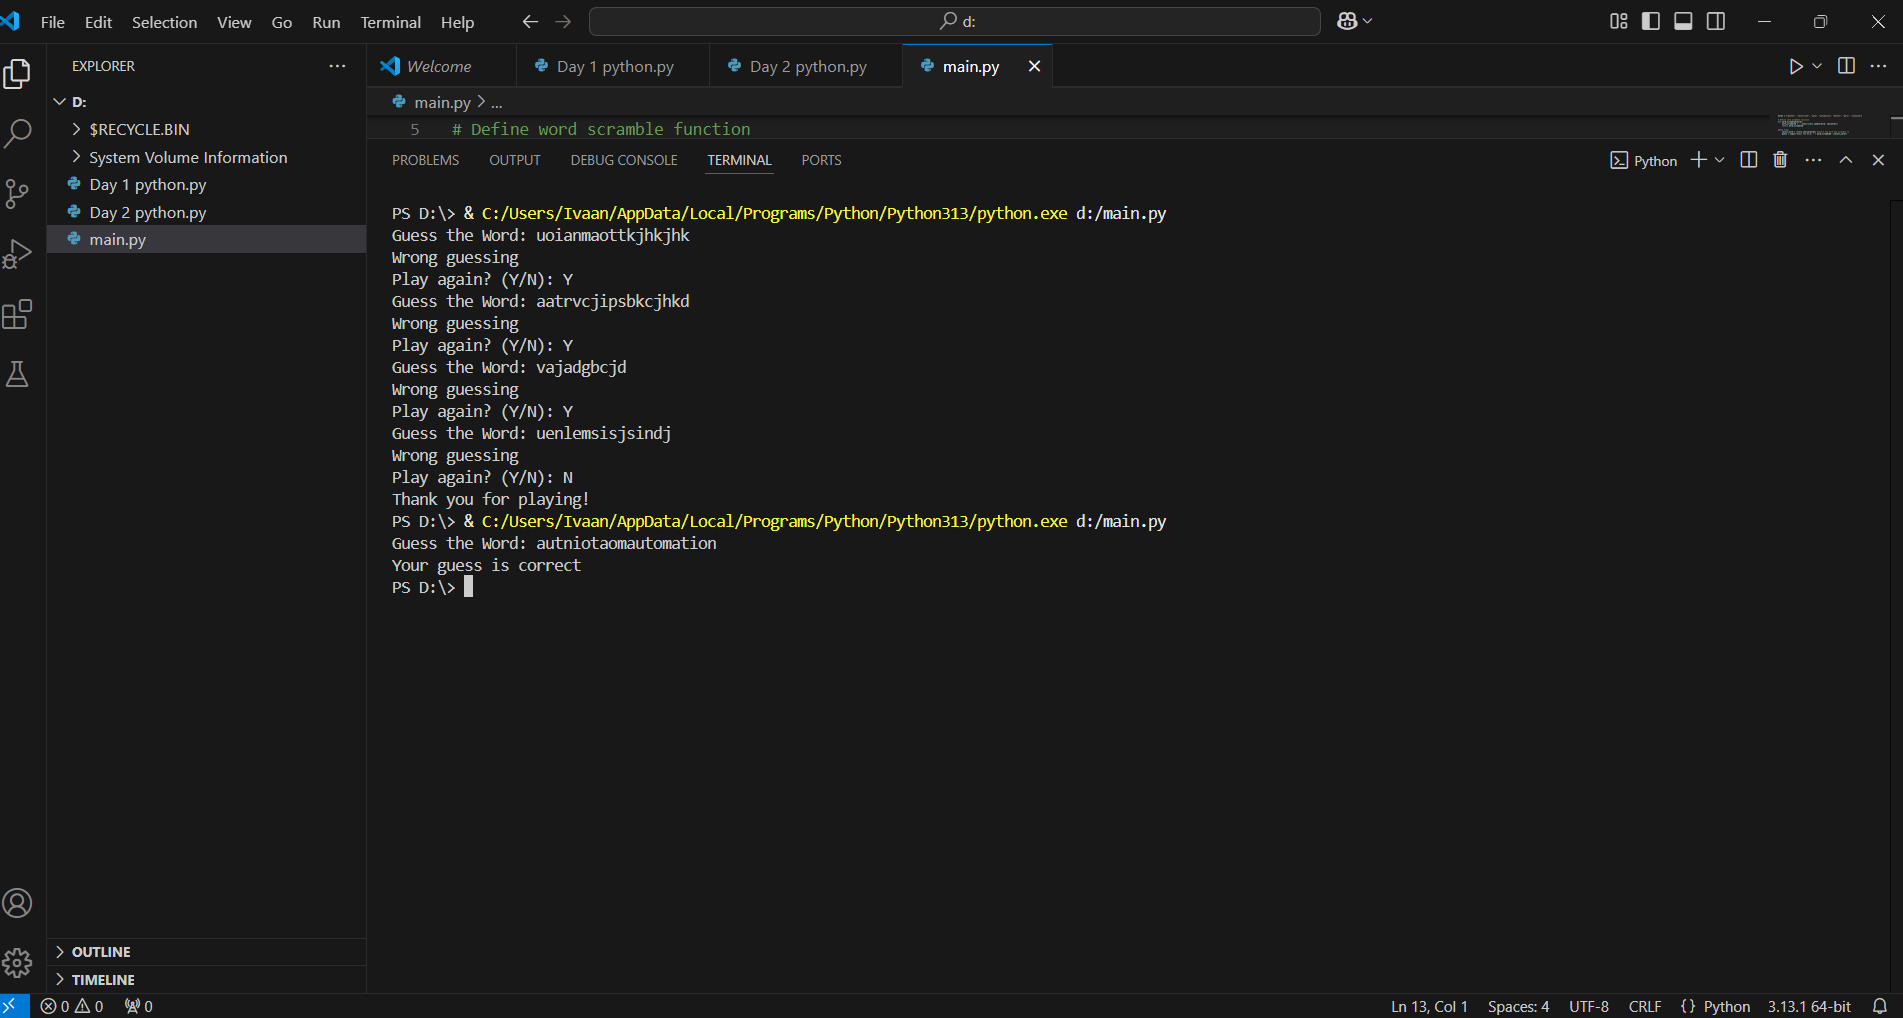 File Edit Selection View Go Run Terminal Help
d:
EXPLORER
D:
$RECYCLE.BIN
System Volume Information
Day 1 python.py
Day 2 python.py
main.py
OUTLINE
TIMELINE
Welcome Day 1 python.py Day 2 python.py main.py
main.py > ...
5 # Define word scramble function
PROBLEMS OUTPUT DEBUG CONSOLE TERMINAL PORTS
Python
PS D:\> & C:/Users/Ivaan/AppData/Local/Programs/Python/Python313/python.exe d:/main.py
Guess the Word: uoianmaottkjhkjhk
Wrong guessing
Play again? (Y/N): Y
Guess the Word: aatrvcjipsbkcjhkd
Wrong guessing
Play again? (Y/N): Y
Guess the Word: vajadgbcjd
Wrong guessing
Play again? (Y/N): Y
Guess the Word: uenlemsisjsindj
Wrong guessing
Play again? (Y/N): N
Thank you for playing!
PS D:\> & C:/Users/Ivaan/AppData/Local/Programs/Python/Python313/python.exe d:/main.py
Guess the Word: autniotaomautomation
Your guess is correct
PS D:\>
0 0 0
Ln 13, Col 1 Spaces: 4 UTF-8 CRLF {} Python 3.13.1 64-bit